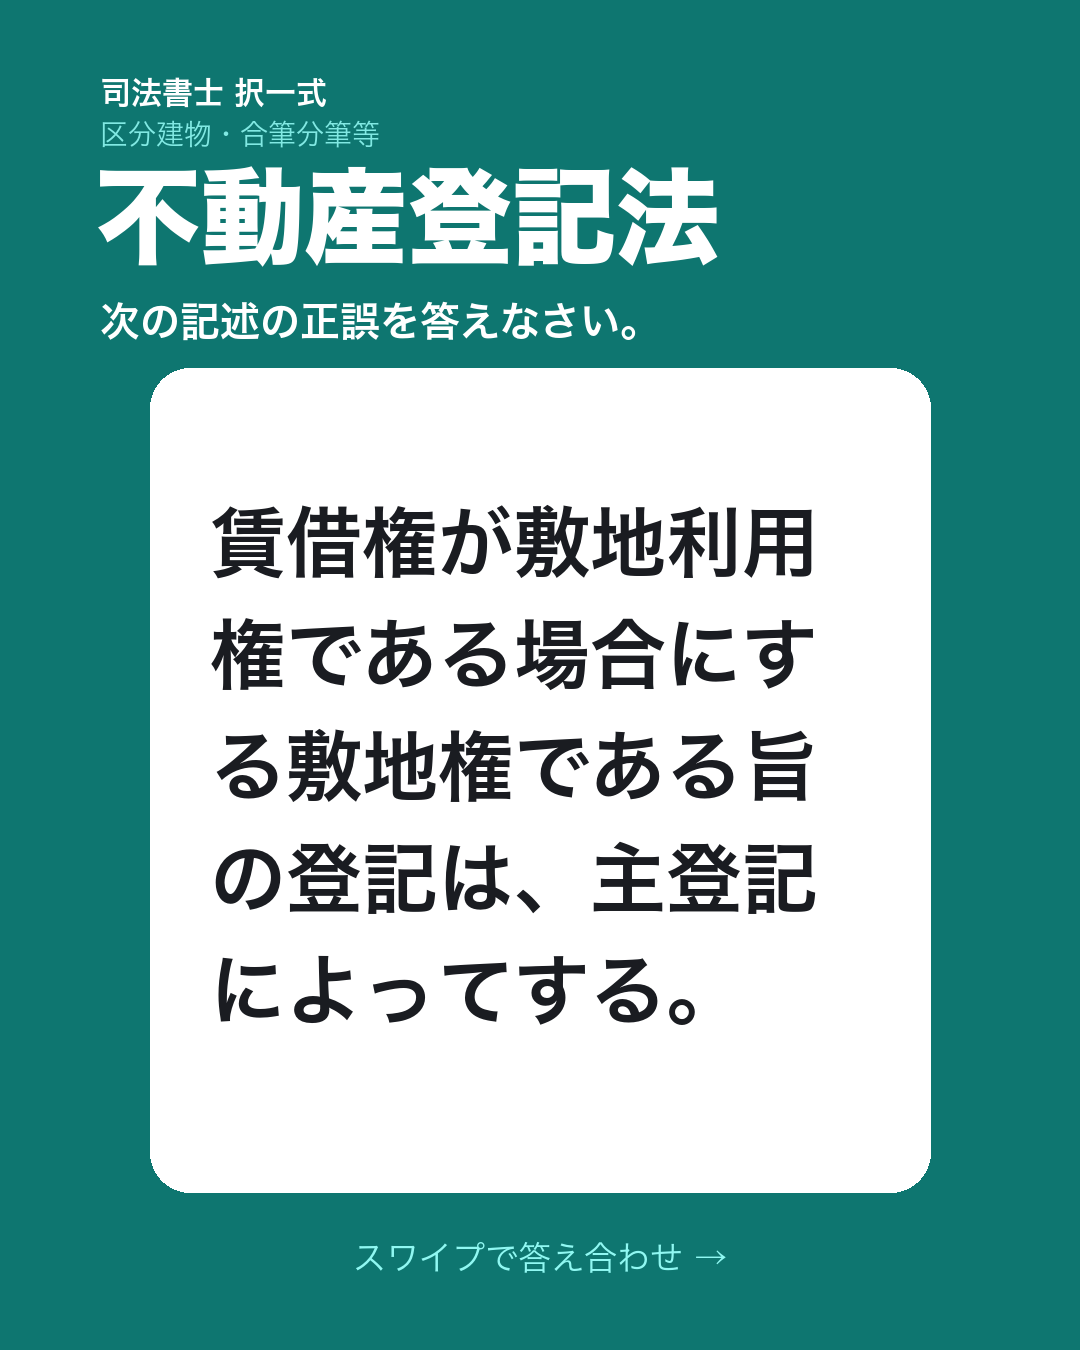 司法書士 択一式
区分建物・合筆分筆等
不動産登記法
次の記述の正誤を答えなさい。
賃借権が敷地利用
権である場合にす
る敷地権である旨
の登記は、主登記
によってする。
スワイプで答え合わせ →